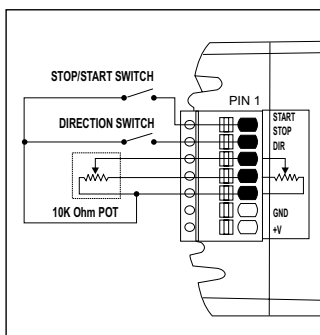 STOP/START SWITCH
PIN 1
START
DIRECTION SWITCH
STOP
DIR
10K Ohm POT
GND
+V